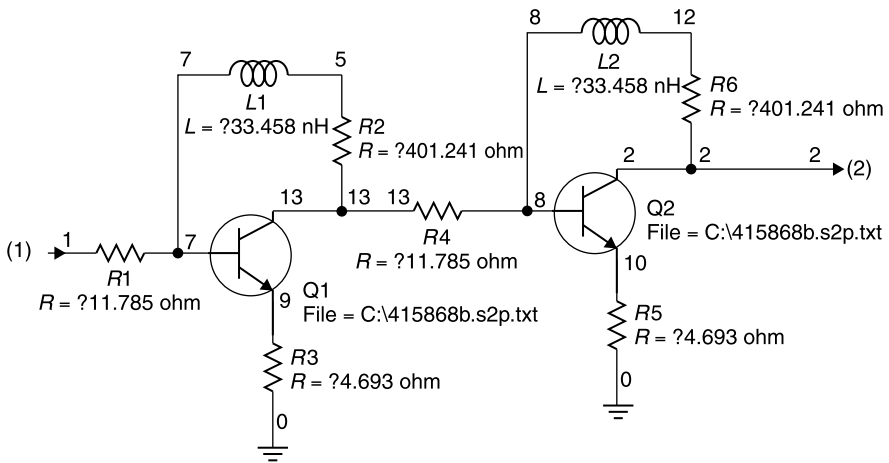 8
12
L2
L = ?33.458 nH
R6
R = ?401.241 ohm
7
5
L1
L = ?33.458 nH
R2
R = ?401.241 ohm
2
2
2
(2)
13
13
13
8
R4
R = ?11.785 ohm
Q2
File = C:\415868b.s2p.txt
(1)
1
7
R1
R = ?11.785 ohm
10
9
Q1
File = C:\415868b.s2p.txt
R5
R = ?4.693 ohm
R3
R = ?4.693 ohm
0
0